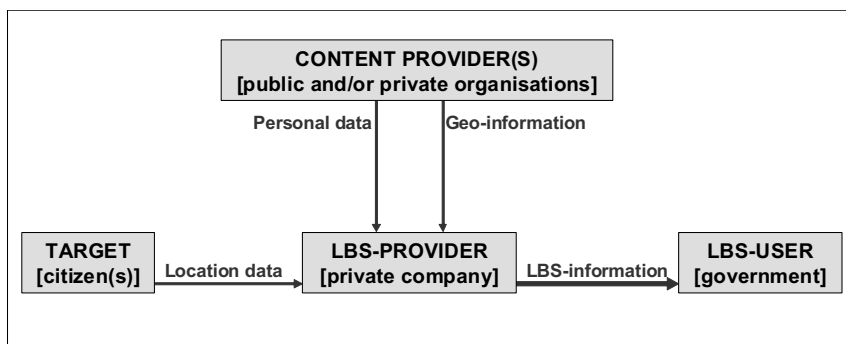 CONTENT PROVIDER(S)
[public and/or private organisations]
Personal data
Geo-information
TARGET
[citizen(s)]
Location data
LBS-PROVIDER
[private company]
LBS-information
LBS-USER
[government]